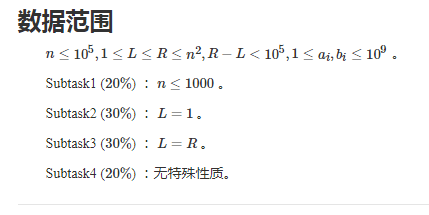 数据范围
n ≤ 10^5, 1 ≤ L ≤ R ≤ n^2, R − L < 10^5, 1 ≤ a_i, b_i ≤ 10^9 。
Subtask1 (20%) ： n ≤ 1000 。
Subtask2 (30%) ： L = 1 。
Subtask3 (30%) ： L = R 。
Subtask4 (20%) ：无特殊性质。